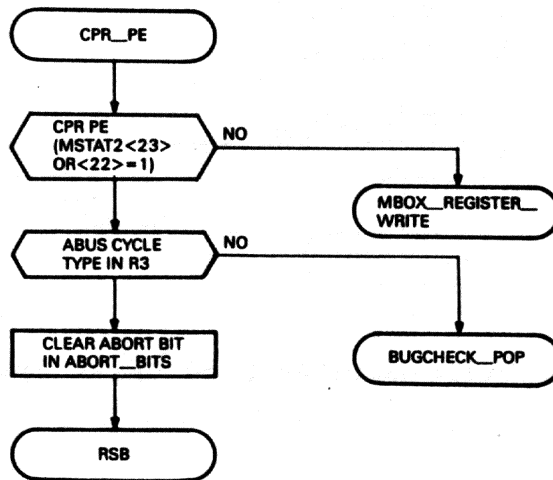 CPR__PE
CPR PE
(MSTAT2<23>
OR<22>=1)
NO
MBOX__REGISTER__
WRITE
ABUS CYCLE
TYPE IN R3
NO
CLEAR ABORT BIT
IN ABORT__BITS
BUGCHECK__POP
RSB